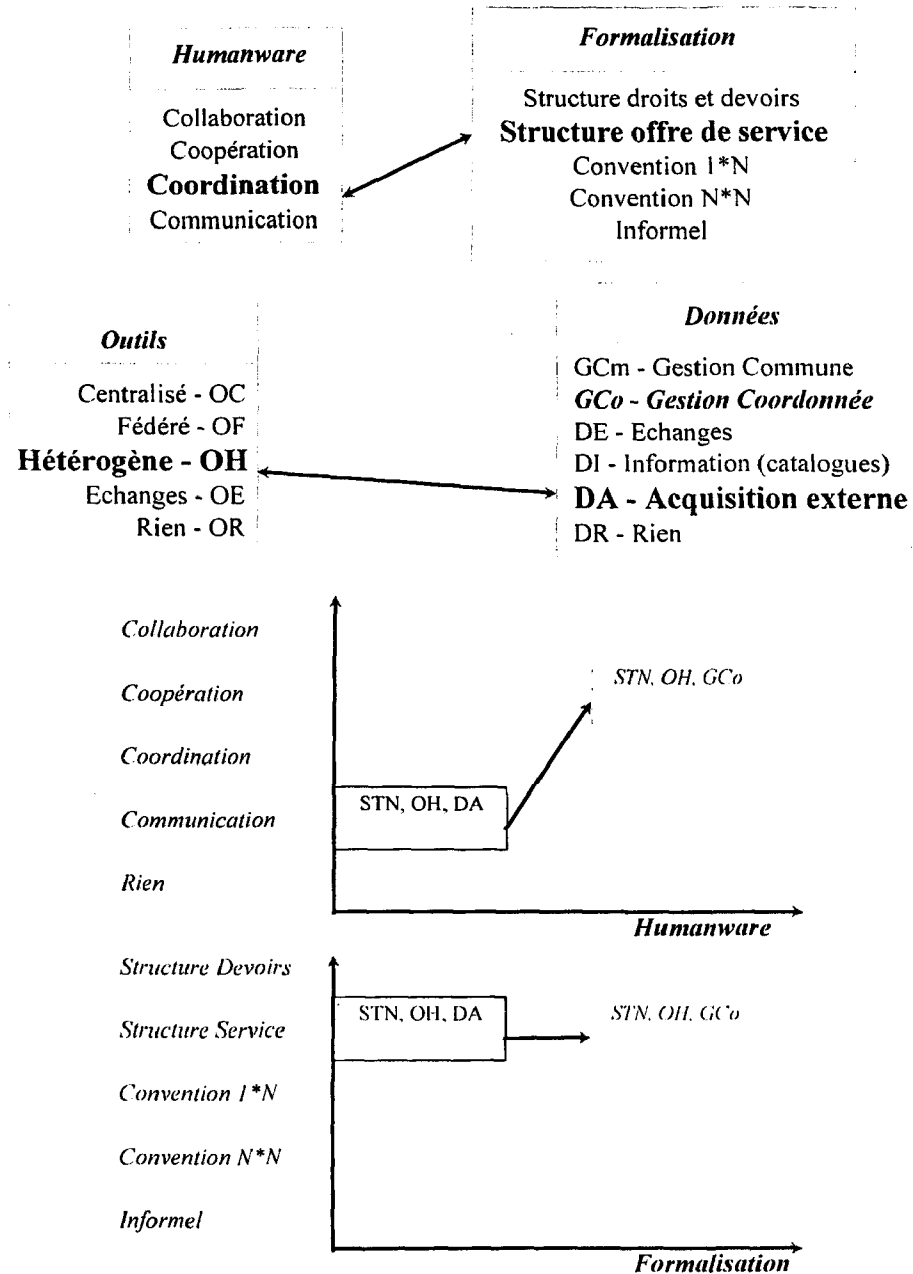 Humanware
Collaboration
Coopération
Coordination
Communication
Formalisation
Structure droits et devoirs
Structure offre de service
Convention 1*N
Convention N*N
Informel
Outils
Centralisé - OC
Fédéré - OF
Hétérogène - OH
Echanges - OE
Rien - OR
Données
GCm - Gestion Commune
GCo - Gestion Coordonnée
DE - Echanges
DI - Information (catalogues)
DA - Acquisition externe
DR - Rien
Collaboration
Coopération
Coordination
Communication
Rien
STN, OH, DA
STN, OH, GCo
Humanware
Structure Devoirs
Structure Service
Convention 1*N
Convention N*N
Informel
STN, OH, DA
STN, OH, GCo
Formalisation